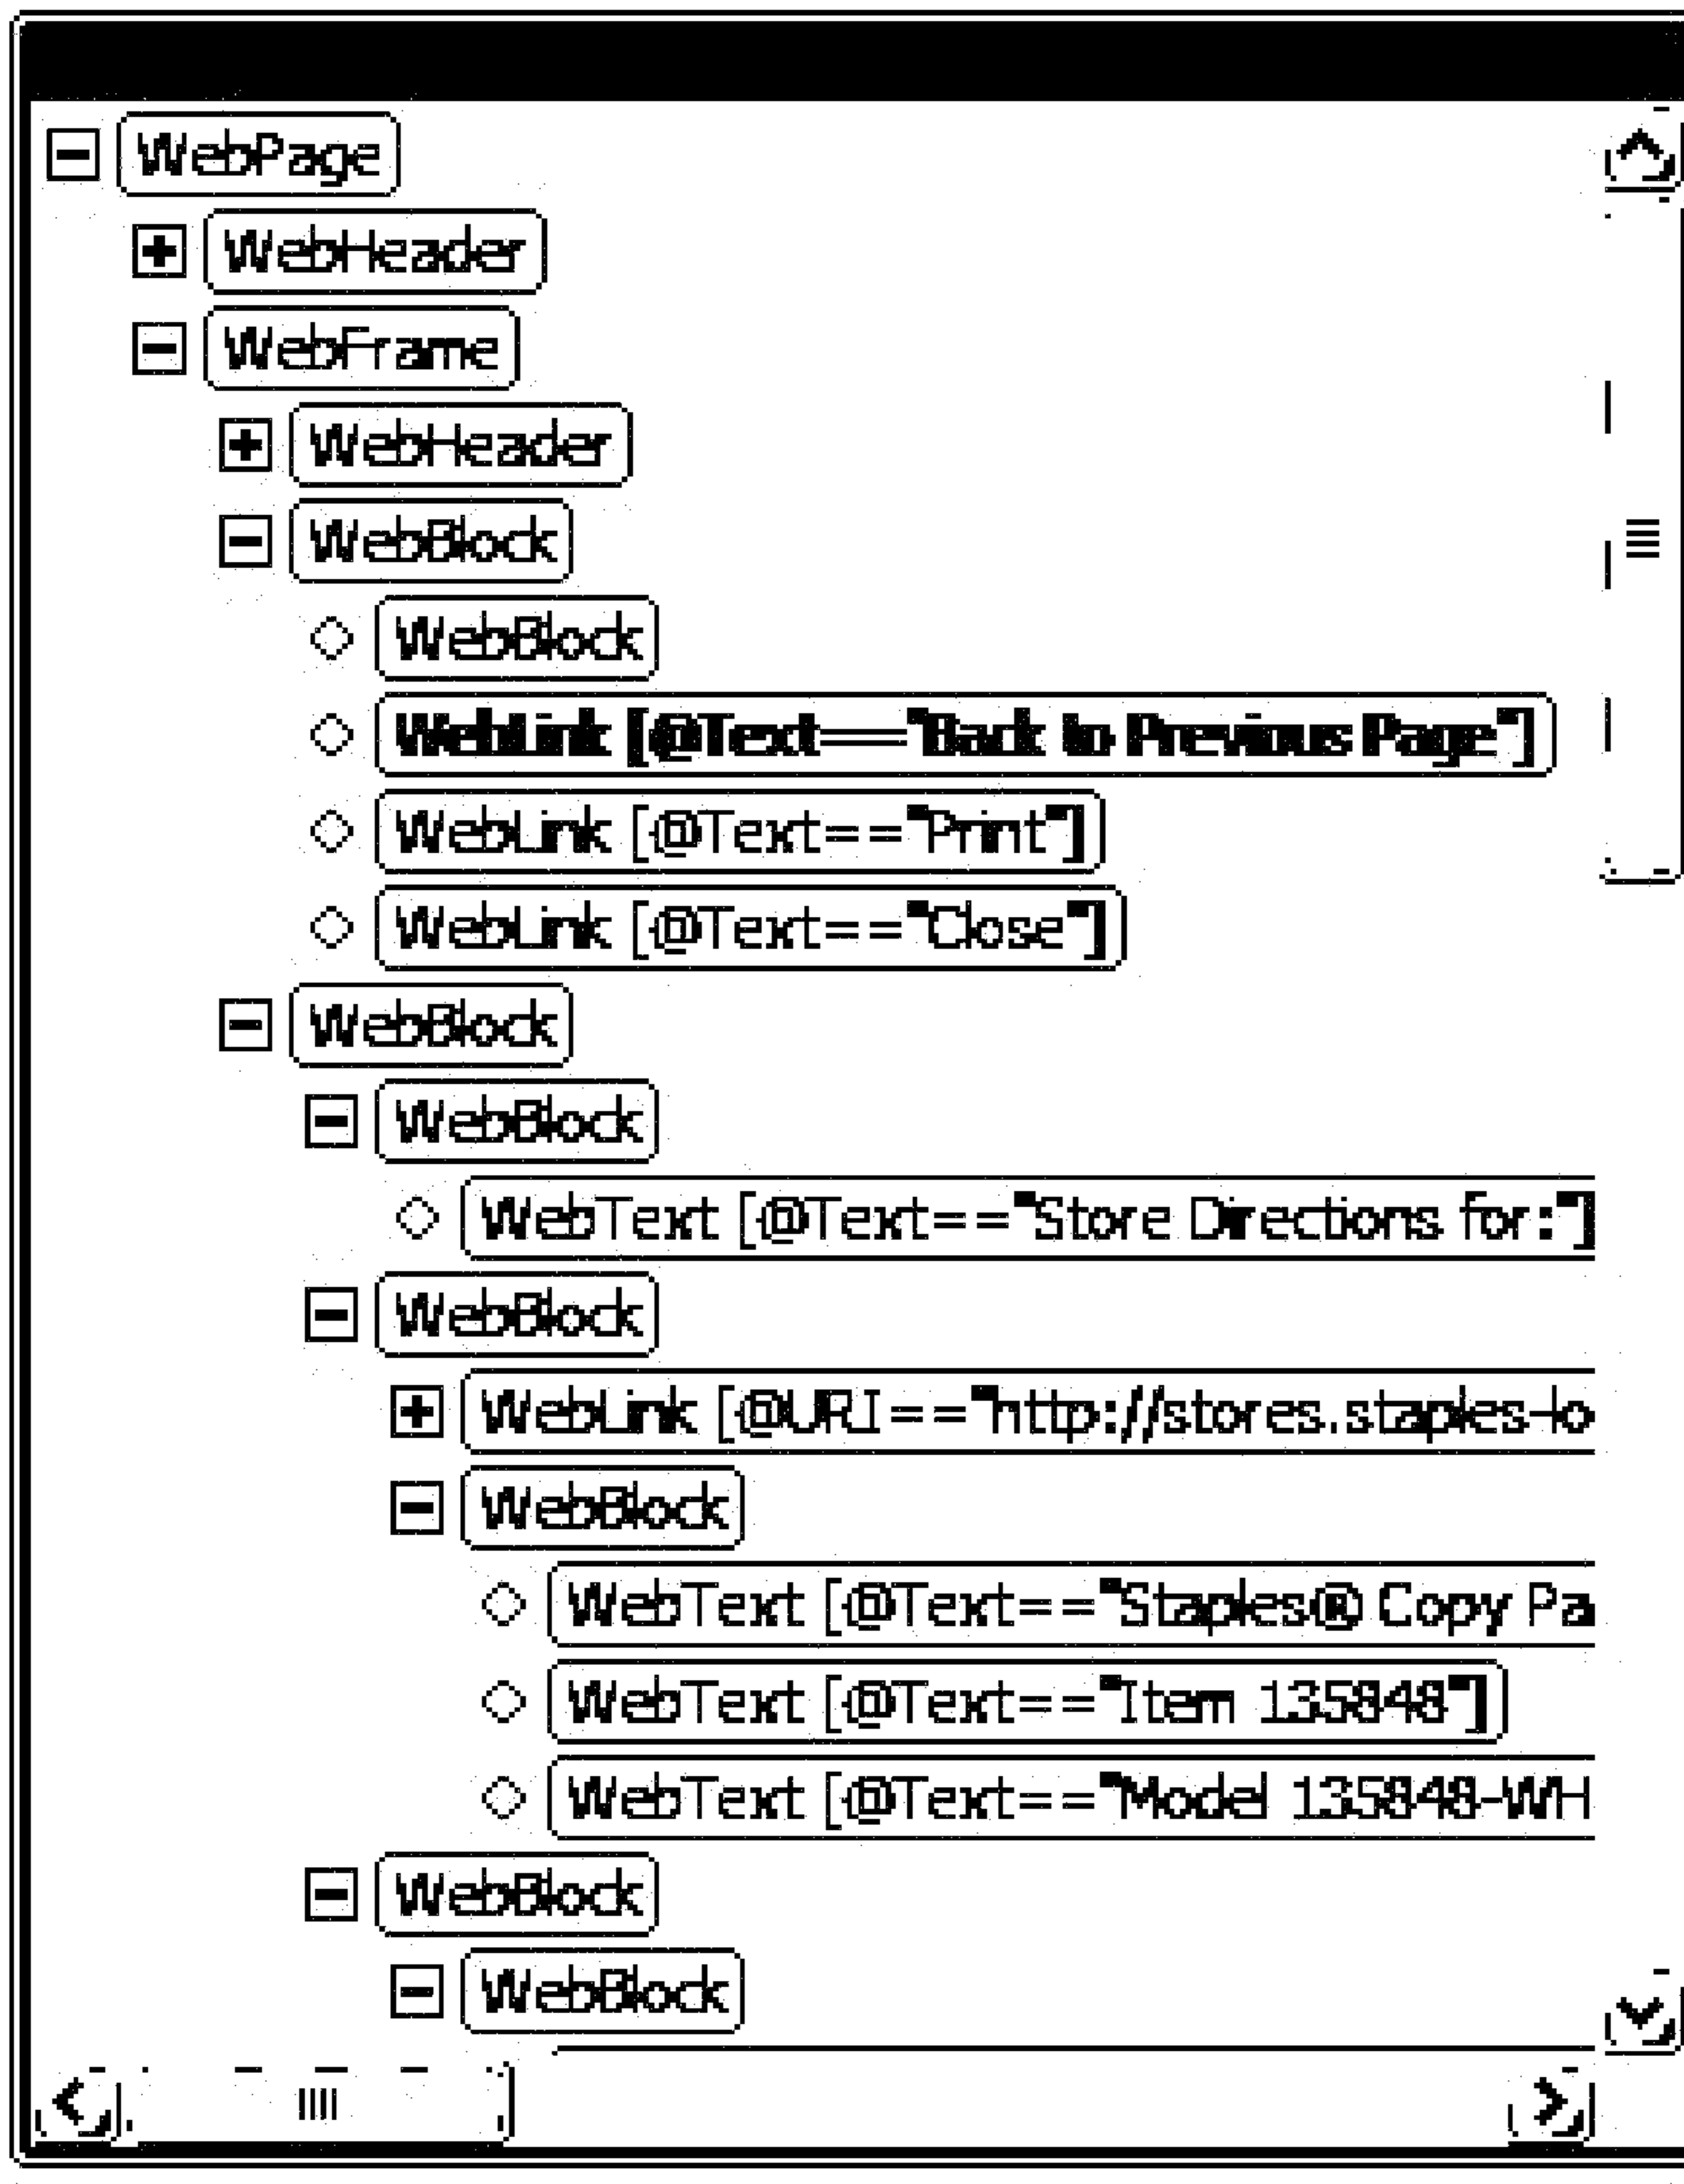 WebPage
WebHeader
WebFrame
WebHeader
WebBlock
WebBlock
WebLink [@Text=="Back to Previous Page"]
WebLink [@Text=="Print"]
WebLink [@Text=="Close"]
WebBlock
WebBlock
WebText [@Text=="Store Directions for:"]
WebBlock
WebLink [@URI=="http://stores.staples-lo
WebBlock
WebText [@Text=="Staples® Copy Pa
WebText [@Text=="Item 135848"]
WebText [@Text=="Model 135848-WH
WebBlock
WebBlock